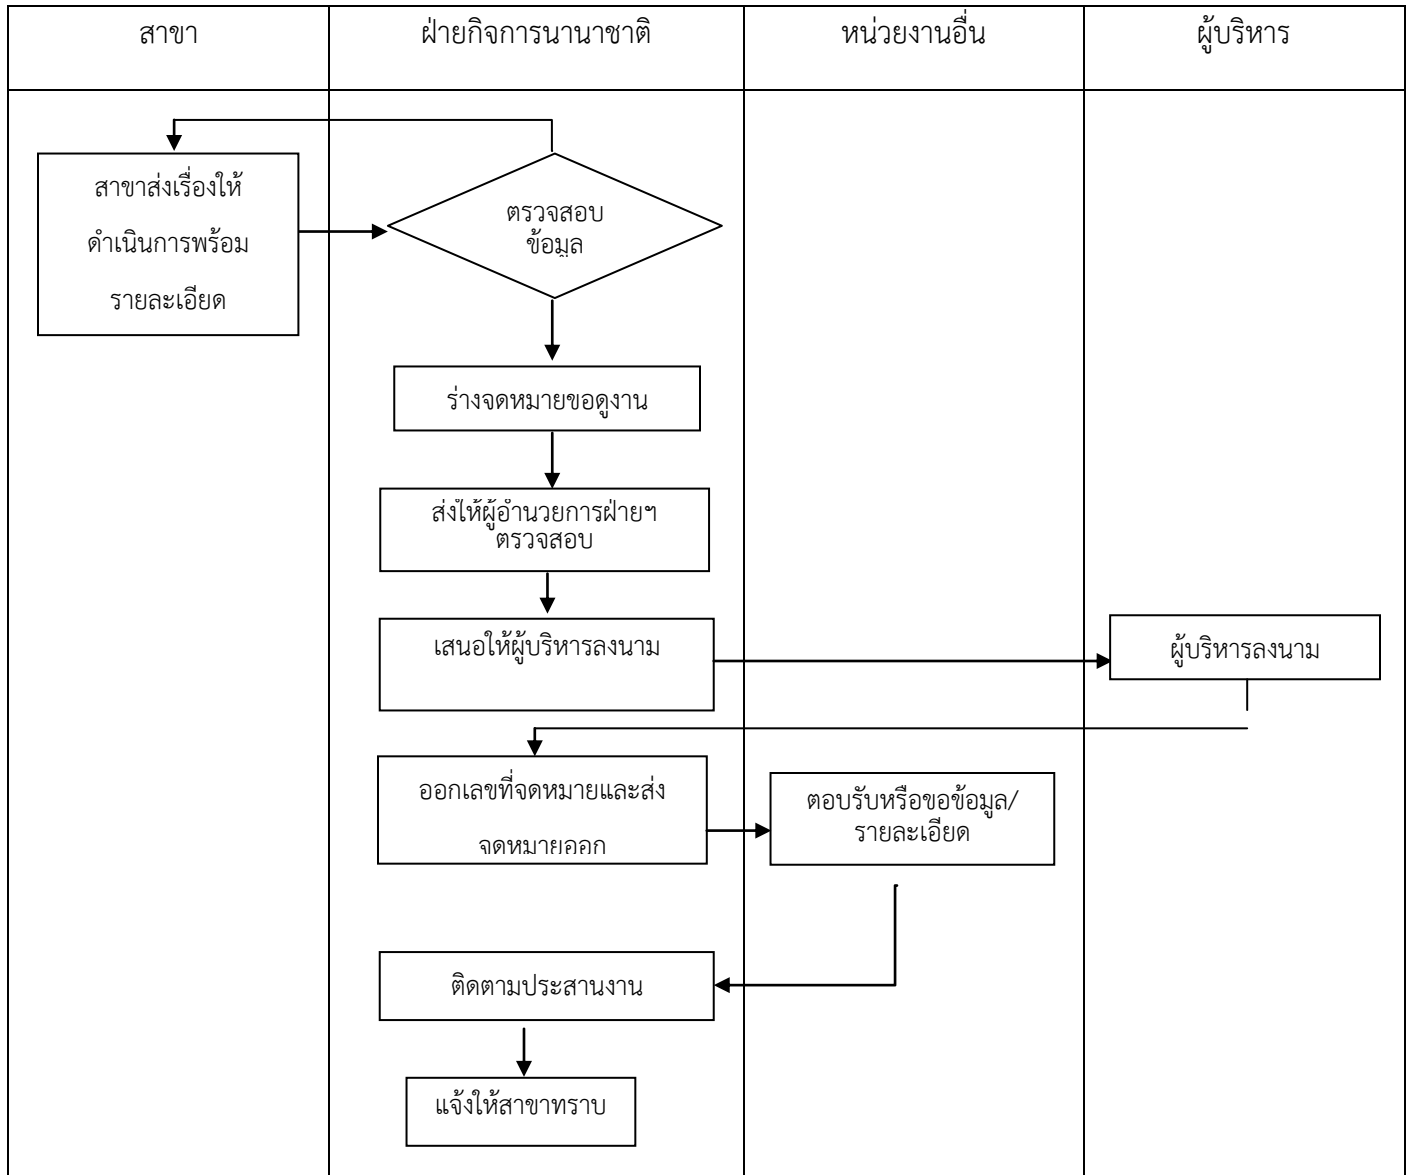 สาขา
ฝ่ายกิจการนานาชาติ
หน่วยงานอื่น
ผู้บริหาร
สาขาส่งเรื่องให้
ดำเนินการพร้อม
รายละเอียด
ตรวจสอบ
ข้อมูล
ร่างจดหมายขอดูงาน
ส่งให้ผู้อำนวยการฝ่ายฯ
ตรวจสอบ
เสนอให้ผู้บริหารลงนาม
ผู้บริหารลงนาม
ออกเลขที่จดหมายและส่ง
จดหมายออก
ตอบรับหรือขอข้อมูล/
รายละเอียด
ติดตามประสานงาน
แจ้งให้สาขาทราบ